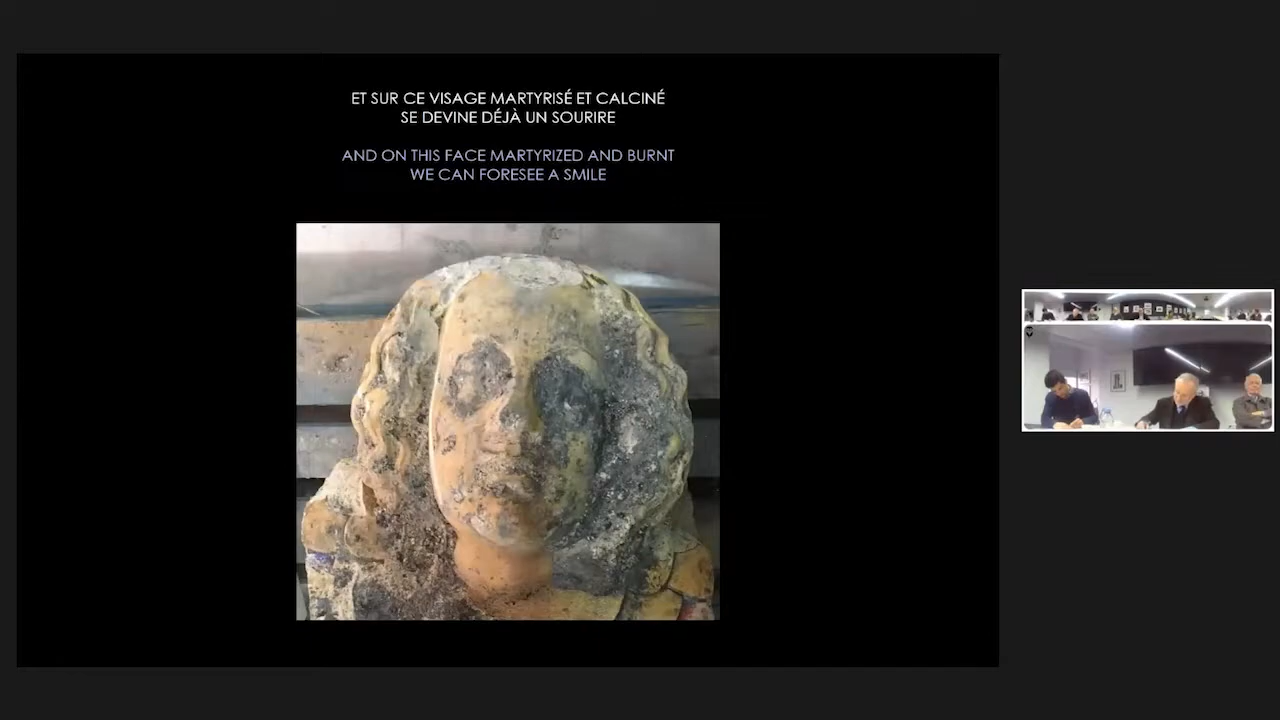 ET SUR CE VISAGE MARTYRISÉ ET CALCINÉ
SE DEVINE DÉJÀ UN SOURIRE
AND ON THIS FACE MARTYRIZED AND BURNT
WE CAN FORESEE A SMILE